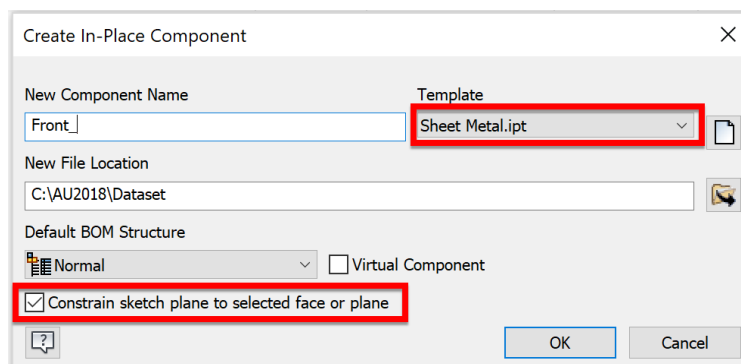 Create In-Place Component
New Component Name
Template
Front_
Sheet Metal.ipt
New File Location
C:\AU2018\Dataset
Default BOM Structure
Normal
Virtual Component
Constrain sketch plane to selected face or plane
?
OK
Cancel